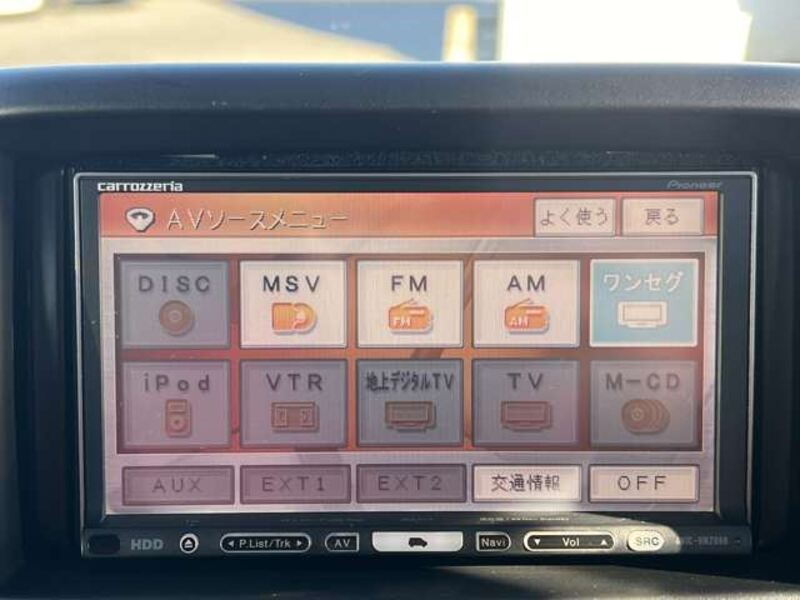 carrozzeria Pioneer
AVソースメニュー よく使う 戻る
DISC MSV FM AM ワンセグ
FM AM
iPod VTR 地上デジタルTV TV M-CD
AUX EXT1 EXT2 交通情報 OFF
HDD P.List/Trk AV Navi Vol SRC